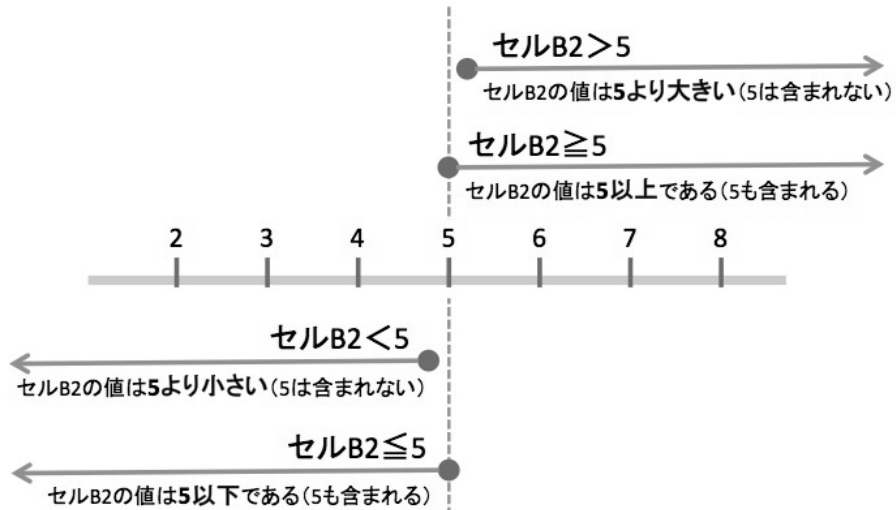 セルB2＞5
セルB2の値は5より大きい(5は含まれない)
セルB2≧5
セルB2の値は5以上である(5も含まれる)
2 3 4 5 6 7 8
セルB2＜5
セルB2の値は5より小さい(5は含まれない)
セルB2≦5
セルB2の値は5以下である(5も含まれる)